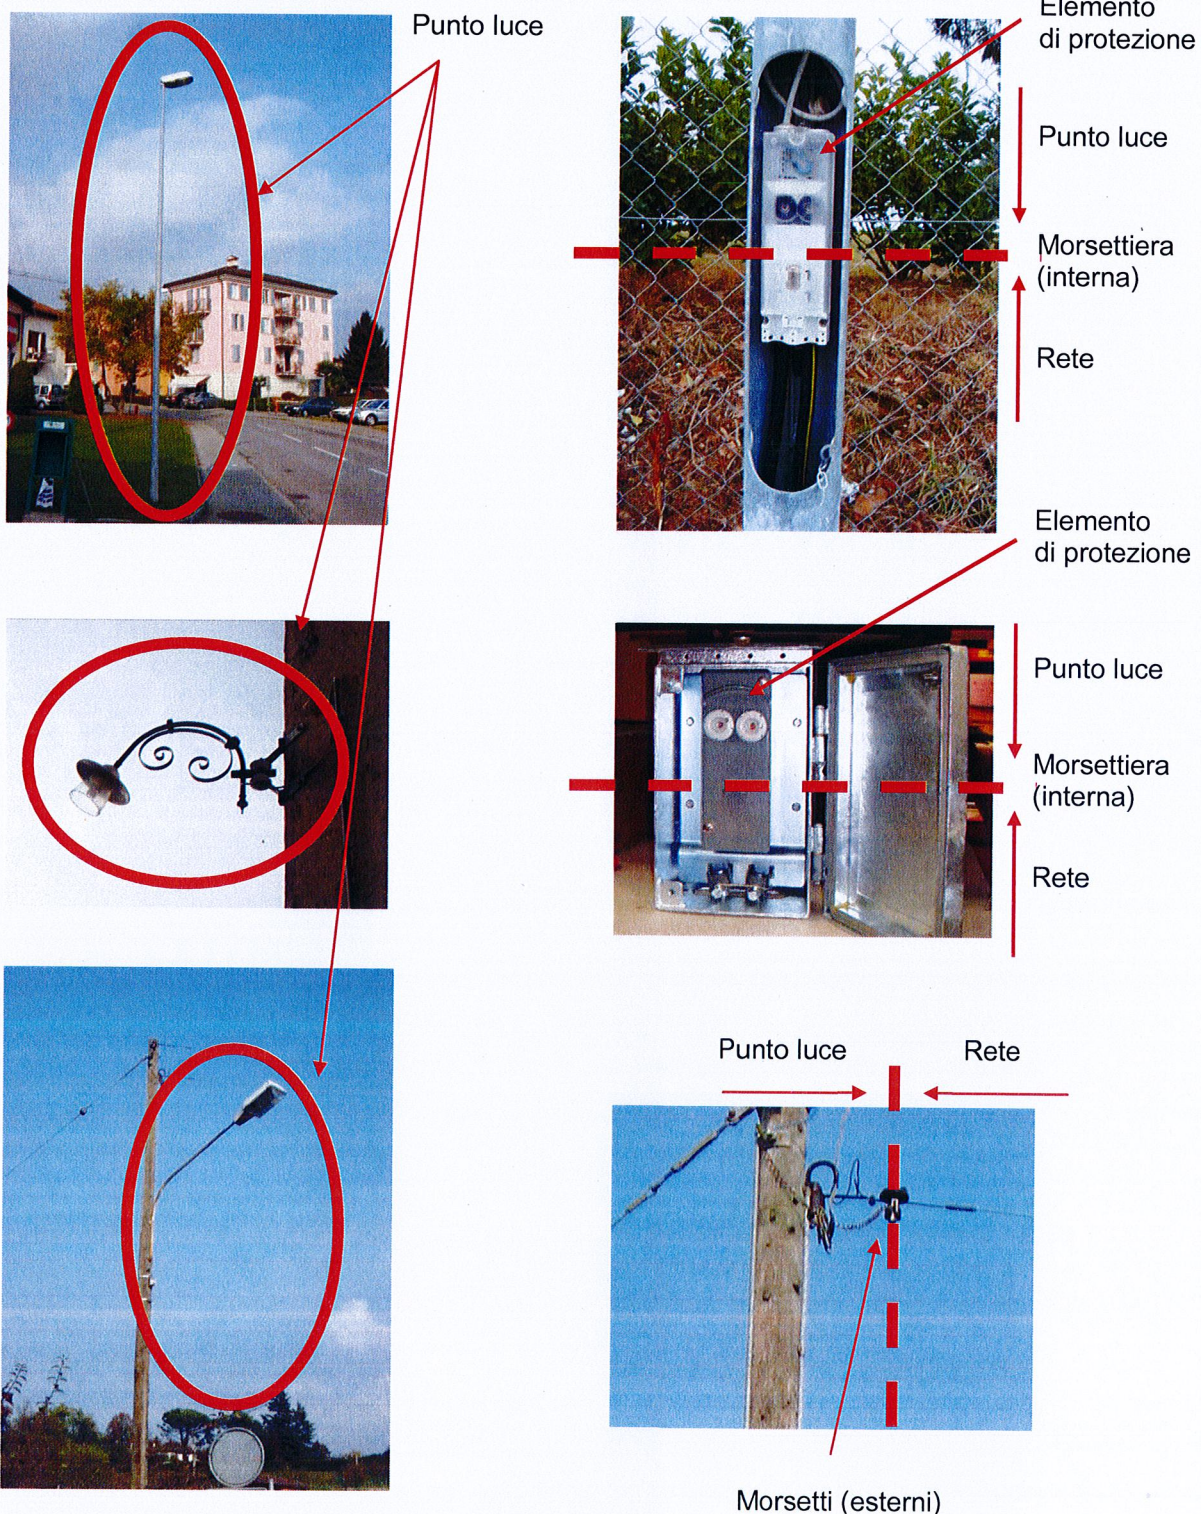 Punto luce
Elemento
di protezione
Punto luce
Morsettiera
(interna)
Rete
Elemento
di protezione
Punto luce
Morsettiera
(interna)
Rete
Punto luce
Rete
Morsetti (esterni)